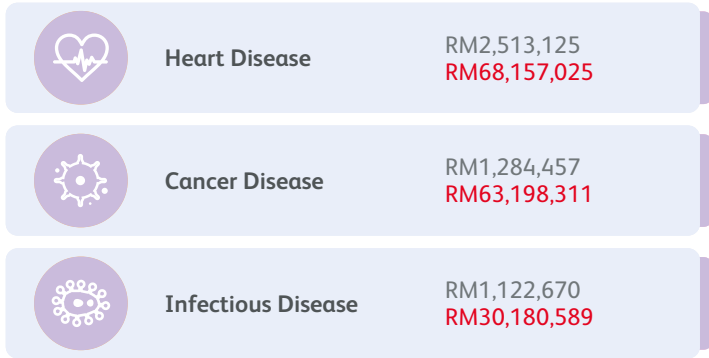 Heart Disease
RM2,513,125
RM68,157,025
Cancer Disease
RM1,284,457
RM63,198,311
Infectious Disease
RM1,122,670
RM30,180,589